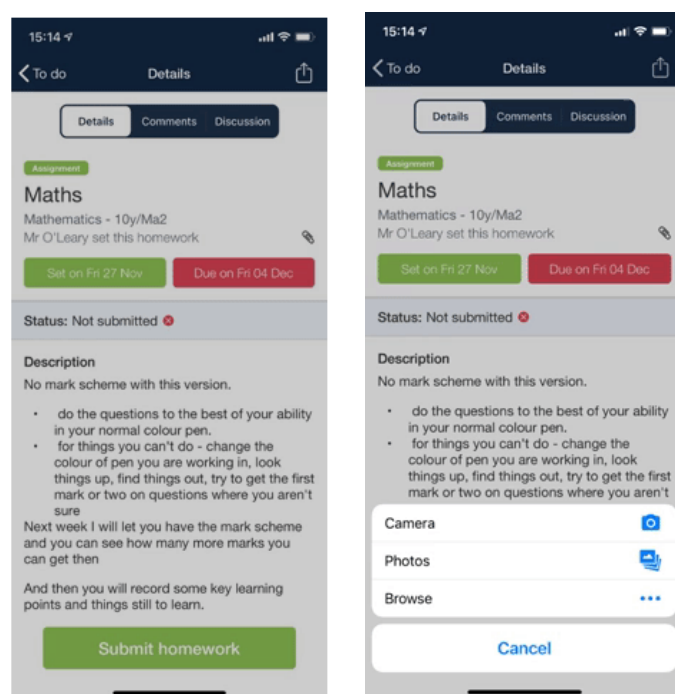 15:14
To do
Details
Details
Comments
Discussion
Assignment
Maths
Mathematics - 10y/Ma2
Mr O'Leary set this homework
Set on Fri 27 Nov
Due on Fri 04 Dec
Status: Not submitted
Description
No mark scheme with this version.
• do the questions to the best of your ability
in your normal colour pen.
• for things you can't do - change the
colour of pen you are working in, look
things up, find things out, try to get the first
mark or two on questions where you aren't
sure
Next week I will let you have the mark scheme
and you can see how many more marks you
can get then
And then you will record some key learning
points and things still to learn.
Submit homework
15:14
To do
Details
Details
Comments
Discussion
Assignment
Maths
Mathematics - 10y/Ma2
Mr O'Leary set this homework
Set on Fri 27 Nov
Due on Fri 04 Dec
Status: Not submitted
Description
No mark scheme with this version.
• do the questions to the best of your ability
in your normal colour pen.
• for things you can't do - change the
colour of pen you are working in, look
things up, find things out, try to get the first
mark or two on questions where you aren't
Camera
Photos
Browse
Cancel